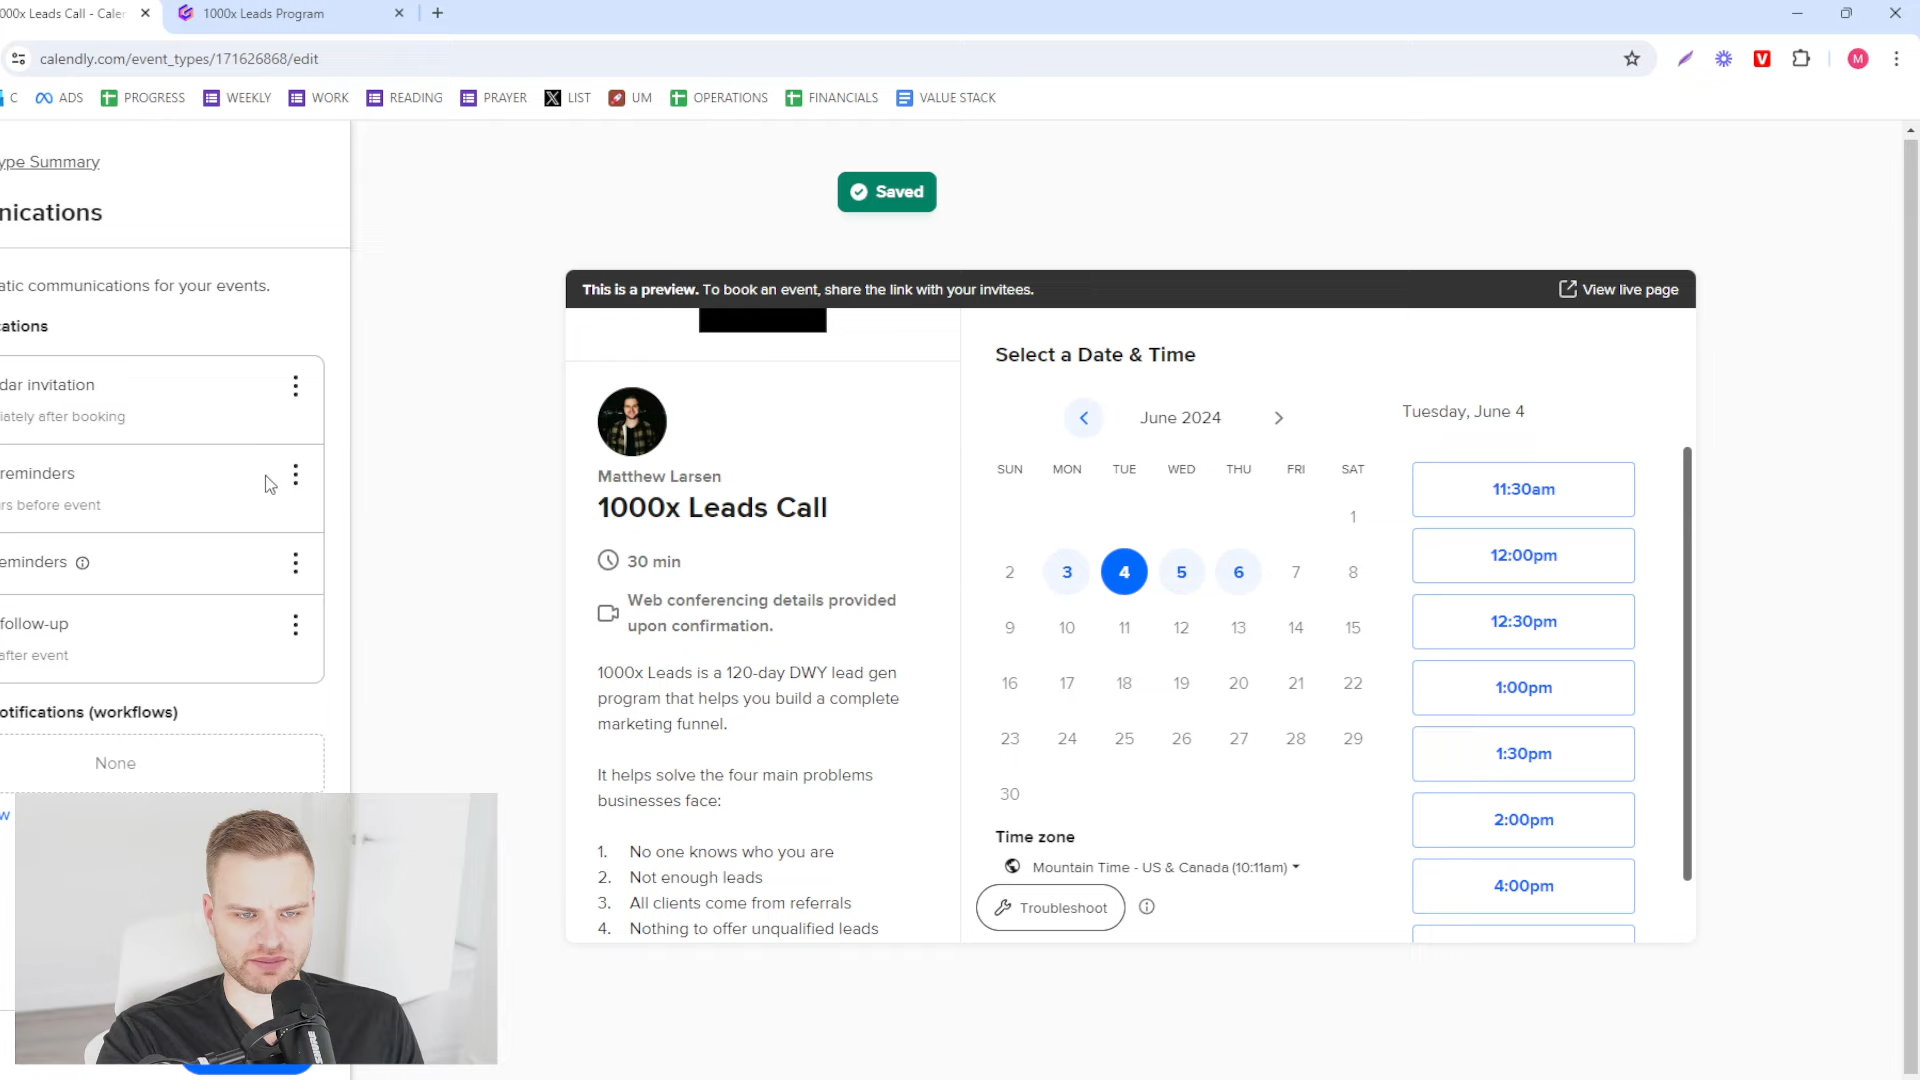 000x Leads Call - Caler
1000x Leads Program
calendly.com/event_types/171626868/edit
C
ADS
PROGRESS
WEEKLY
WORK
READING
PRAYER
LIST
UM
OPERATIONS
FINANCIALS
VALUE STACK
M
ype Summary
nications
atic communications for your events.
cations
dar invitation
iately after booking
reminders
rs before event
eminders
follow-up
after event
otifications (workflows)
None
w
Saved
This is a preview. To book an event, share the link with your invitees.
View live page
Matthew Larsen
1000x Leads Call
30 min
Web conferencing details provided
upon confirmation.
1000x Leads is a 120-day DWY lead gen
program that helps you build a complete
marketing funnel.
It helps solve the four main problems
businesses face:
1. No one knows who you are
2. Not enough leads
3. All clients come from referrals
4. Nothing to offer unqualified leads
Select a Date & Time
June 2024
SUN MON TUE WED THU FRI SAT
1
2 3 4 5 6 7 8
9 10 11 12 13 14 15
16 17 18 19 20 21 22
23 24 25 26 27 28 29
30
Time zone
Mountain Time - US & Canada (10:11am)
Troubleshoot
Tuesday, June 4
11:30am
12:00pm
12:30pm
1:00pm
1:30pm
2:00pm
4:00pm